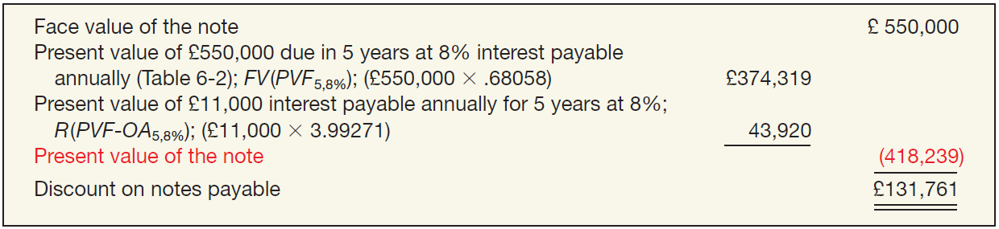 Face value of the note £ 550,000
Present value of £550,000 due in 5 years at 8% interest payable
annually (Table 6-2); FV(PVF5,8%); (£550,000 × .68058) £374,319
Present value of £11,000 interest payable annually for 5 years at 8%;
R(PVF-OA5,8%); (£11,000 × 3.99271) 43,920
Present value of the note (418,239)
Discount on notes payable £131,761